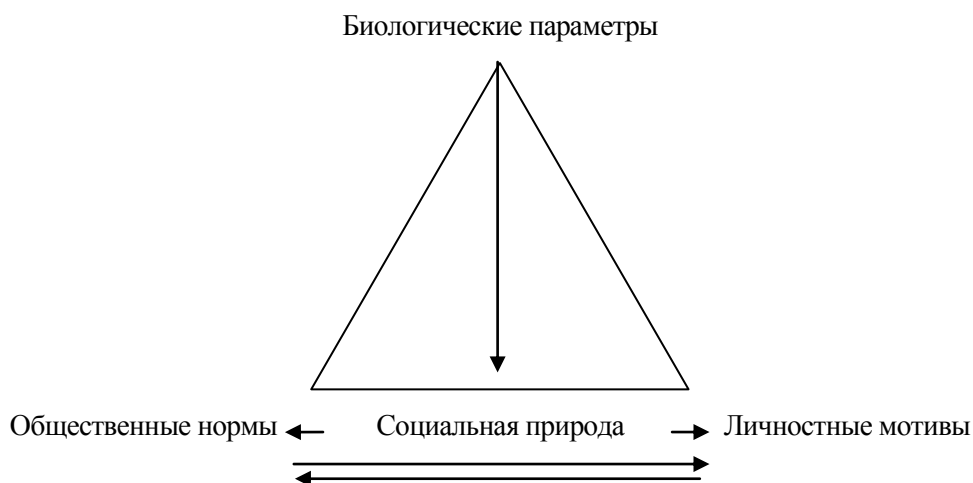 Биологические параметры
Общественные нормы Социальная природа Личностные мотивы